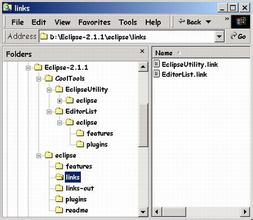 links
File Edit View Favorites Tools Help
Back
Address b:\Eclipse-2.1.1\eclipse\links Go
Folders
Name
Eclipse-2.1.1
CoolTools
EclipseUtility
eclipse
EditorList
eclipse
features
plugins
eclipse
features
links
links-out
plugins
readme
EclipseUtility.link
EditorList.link